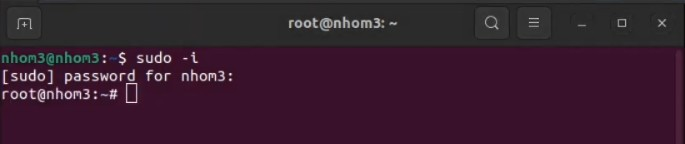 root@nhom3: ~
nhom3@nhom3:~$ sudo -i
[sudo] password for nhom3:
root@nhom3:~#